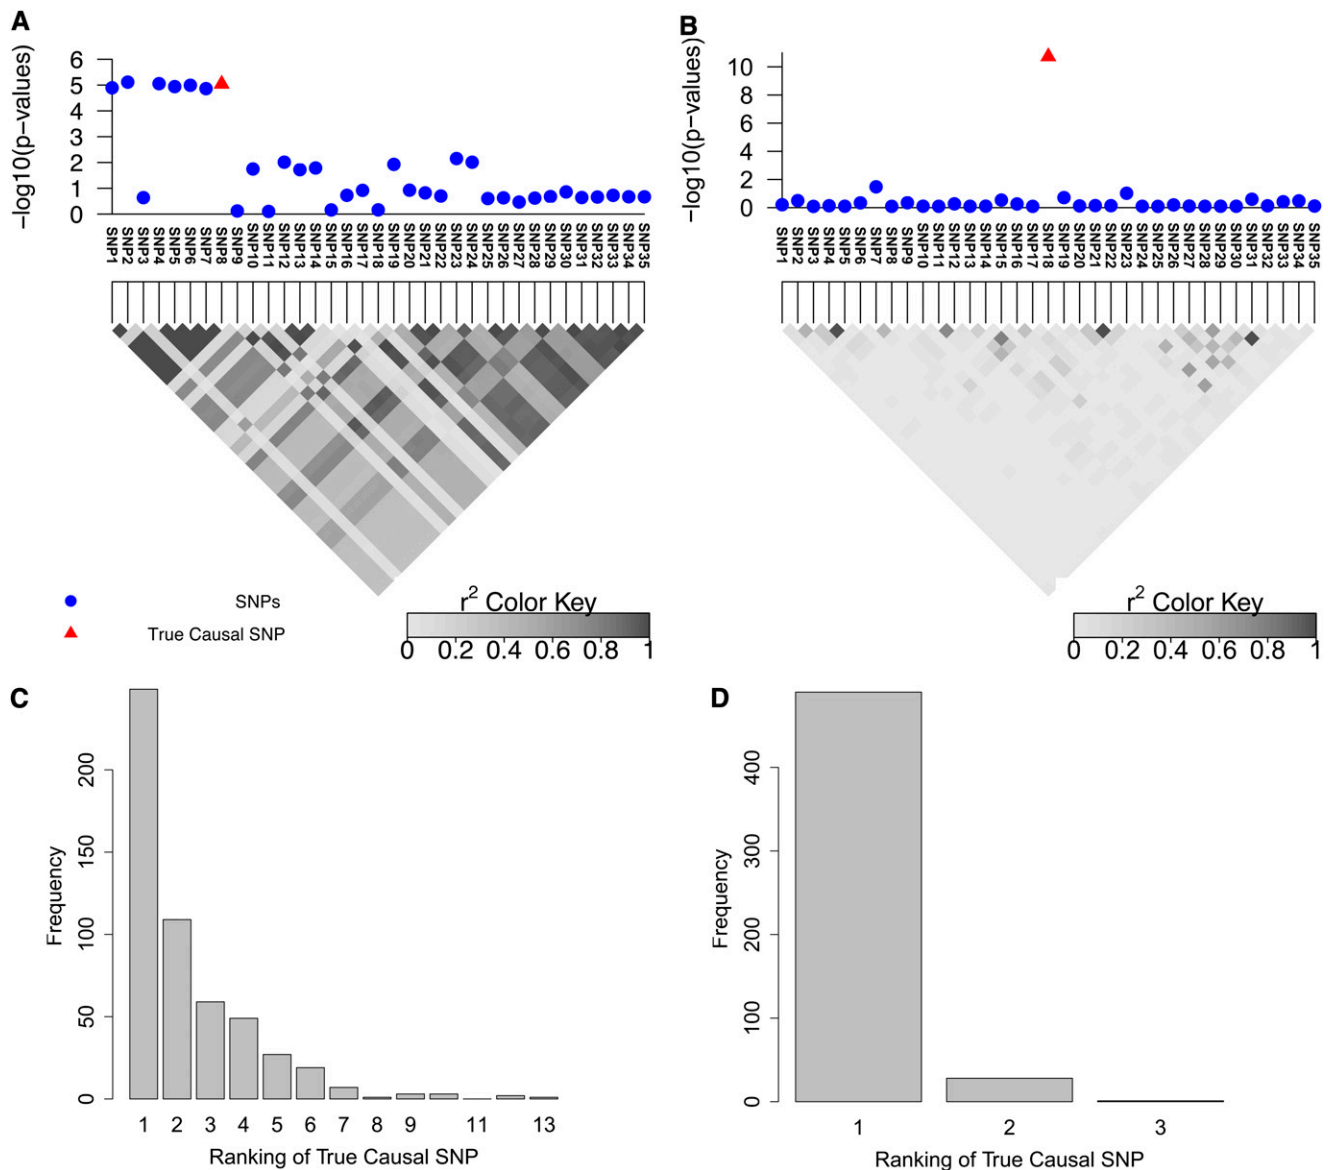 A
−log10(p−values)
6
5
4
3
2
1
0
SNP1
SNP2
SNP3
SNP4
SNP5
SNP6
SNP7
SNP8
SNP9
SNP10
SNP11
SNP12
SNP13
SNP14
SNP15
SNP16
SNP17
SNP18
SNP19
SNP20
SNP21
SNP22
SNP23
SNP24
SNP25
SNP26
SNP27
SNP28
SNP29
SNP30
SNP31
SNP32
SNP33
SNP34
SNP35
SNPs
True Causal SNP
r² Color Key
0 0.2 0.4 0.6 0.8 1
B
−log10(p−values)
10
8
6
4
2
0
SNP1
SNP2
SNP3
SNP4
SNP5
SNP6
SNP7
SNP8
SNP9
SNP10
SNP11
SNP12
SNP13
SNP14
SNP15
SNP16
SNP17
SNP18
SNP19
SNP20
SNP21
SNP22
SNP23
SNP24
SNP25
SNP26
SNP27
SNP28
SNP29
SNP30
SNP31
SNP32
SNP33
SNP34
SNP35
r² Color Key
0 0.2 0.4 0.6 0.8 1
C
Frequency
200
150
100
50
0
1 2 3 4 5 6 7 8 9 11 13
Ranking of True Causal SNP
D
Frequency
400
300
200
100
0
1 2 3
Ranking of True Causal SNP